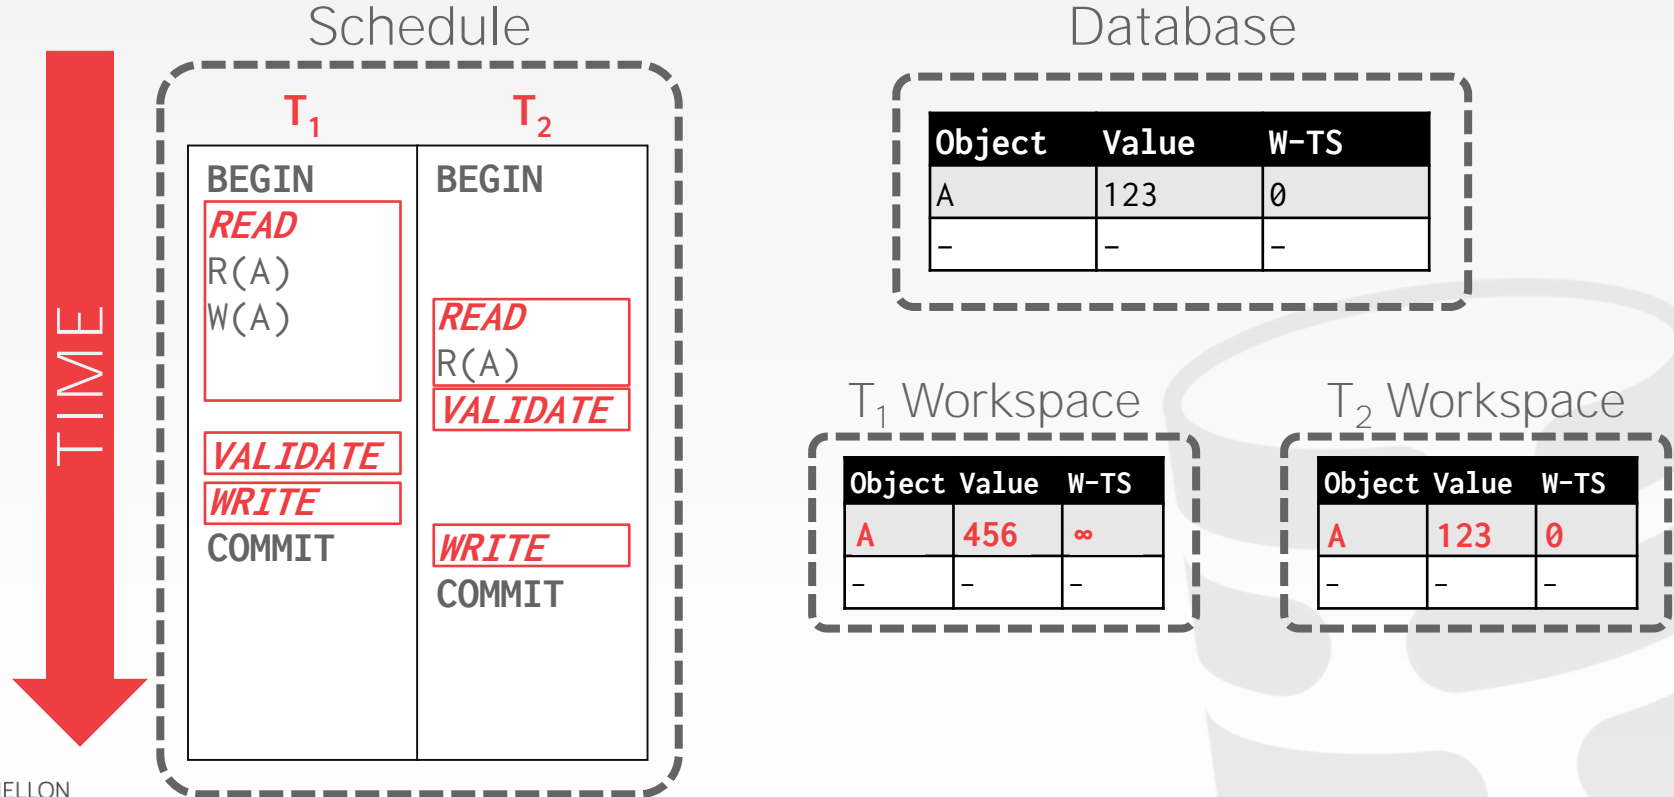 Schedule
Database
TIME
T1 T2
BEGIN BEGIN
READ
R(A)
W(A) READ
R(A)
VALIDATE
VALIDATE
WRITE
COMMIT WRITE
COMMIT
Object Value W-TS
A 123 0
– – –
T1 Workspace
Object Value W-TS
A 456 ∞
– – –
T2 Workspace
Object Value W-TS
A 123 0
– – –